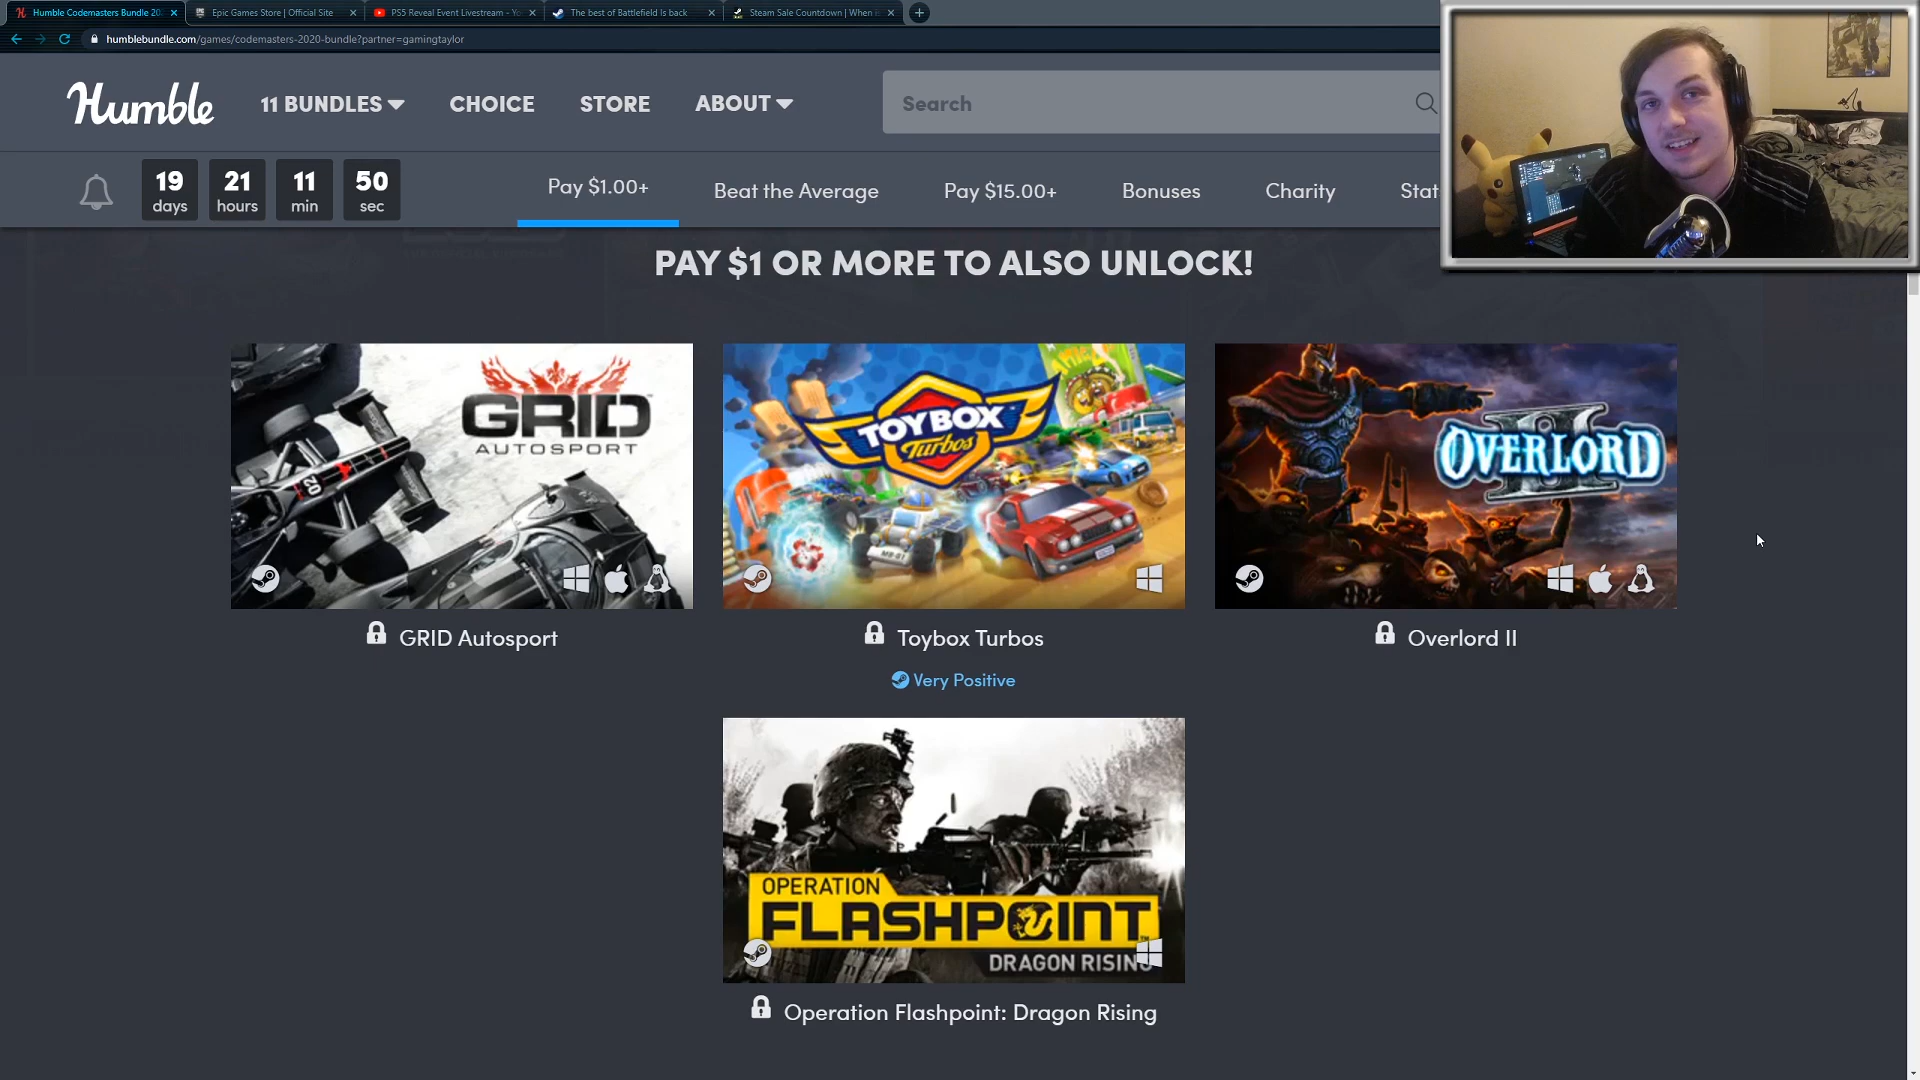 Humble Codemasters Bundle 20
Epic Games Store | Official Site
PS5 Reveal Event Livestream - Yo
The best of Battlefield Is back
Steam Sale Countdown | When i
humblebundle.com/games/codemasters-2020-bundle?partner=gamingtaylor
Humble
11 BUNDLES
CHOICE
STORE
ABOUT
Search
19 days
21 hours
11 min
50 sec
Pay $1.00+
Beat the Average
Pay $15.00+
Bonuses
Charity
Stat
PAY $1 OR MORE TO ALSO UNLOCK!
GRID
AUTOSPORT
TOYBOX
Turbos
OVERLORD
II
GRID Autosport
Toybox Turbos
Overlord II
Very Positive
OPERATION
FLASHPOINT
DRAGON RISING
Operation Flashpoint: Dragon Rising